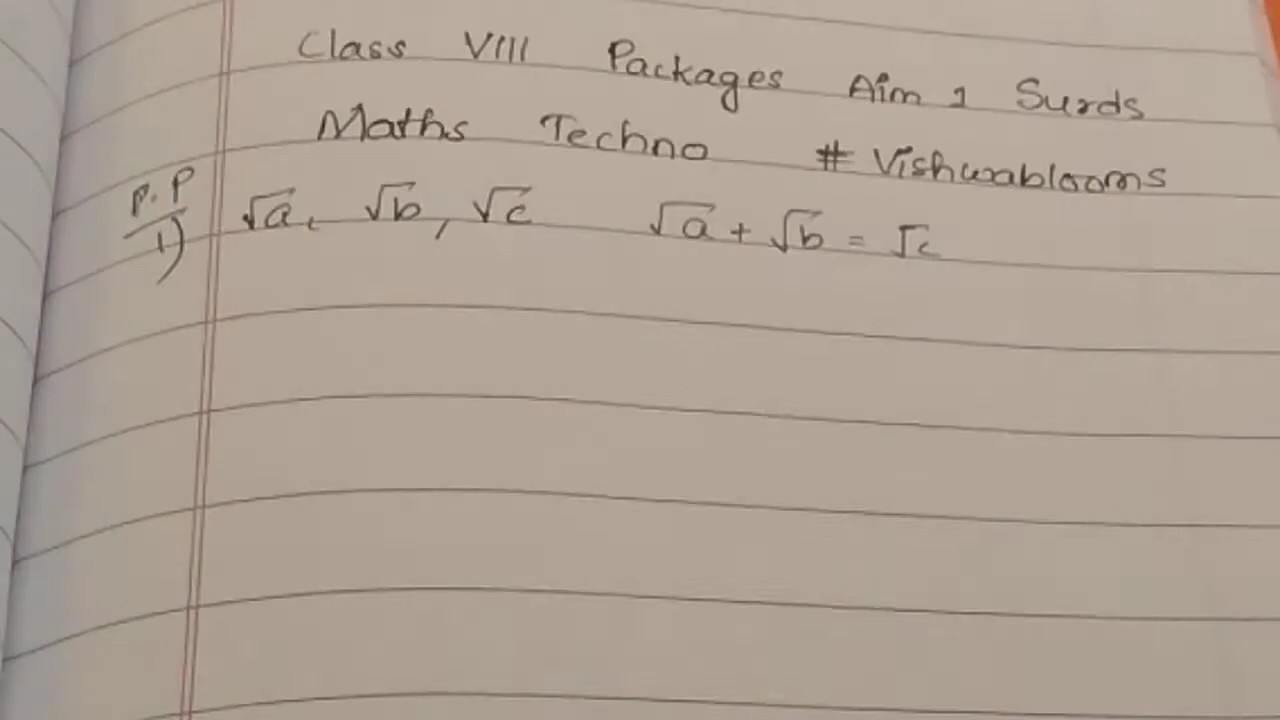 Class VIII Packages Aim 1 Surds
Maths Techno # Vishwablooms
P.P
1) √a, √b, √c √a + √b = √c